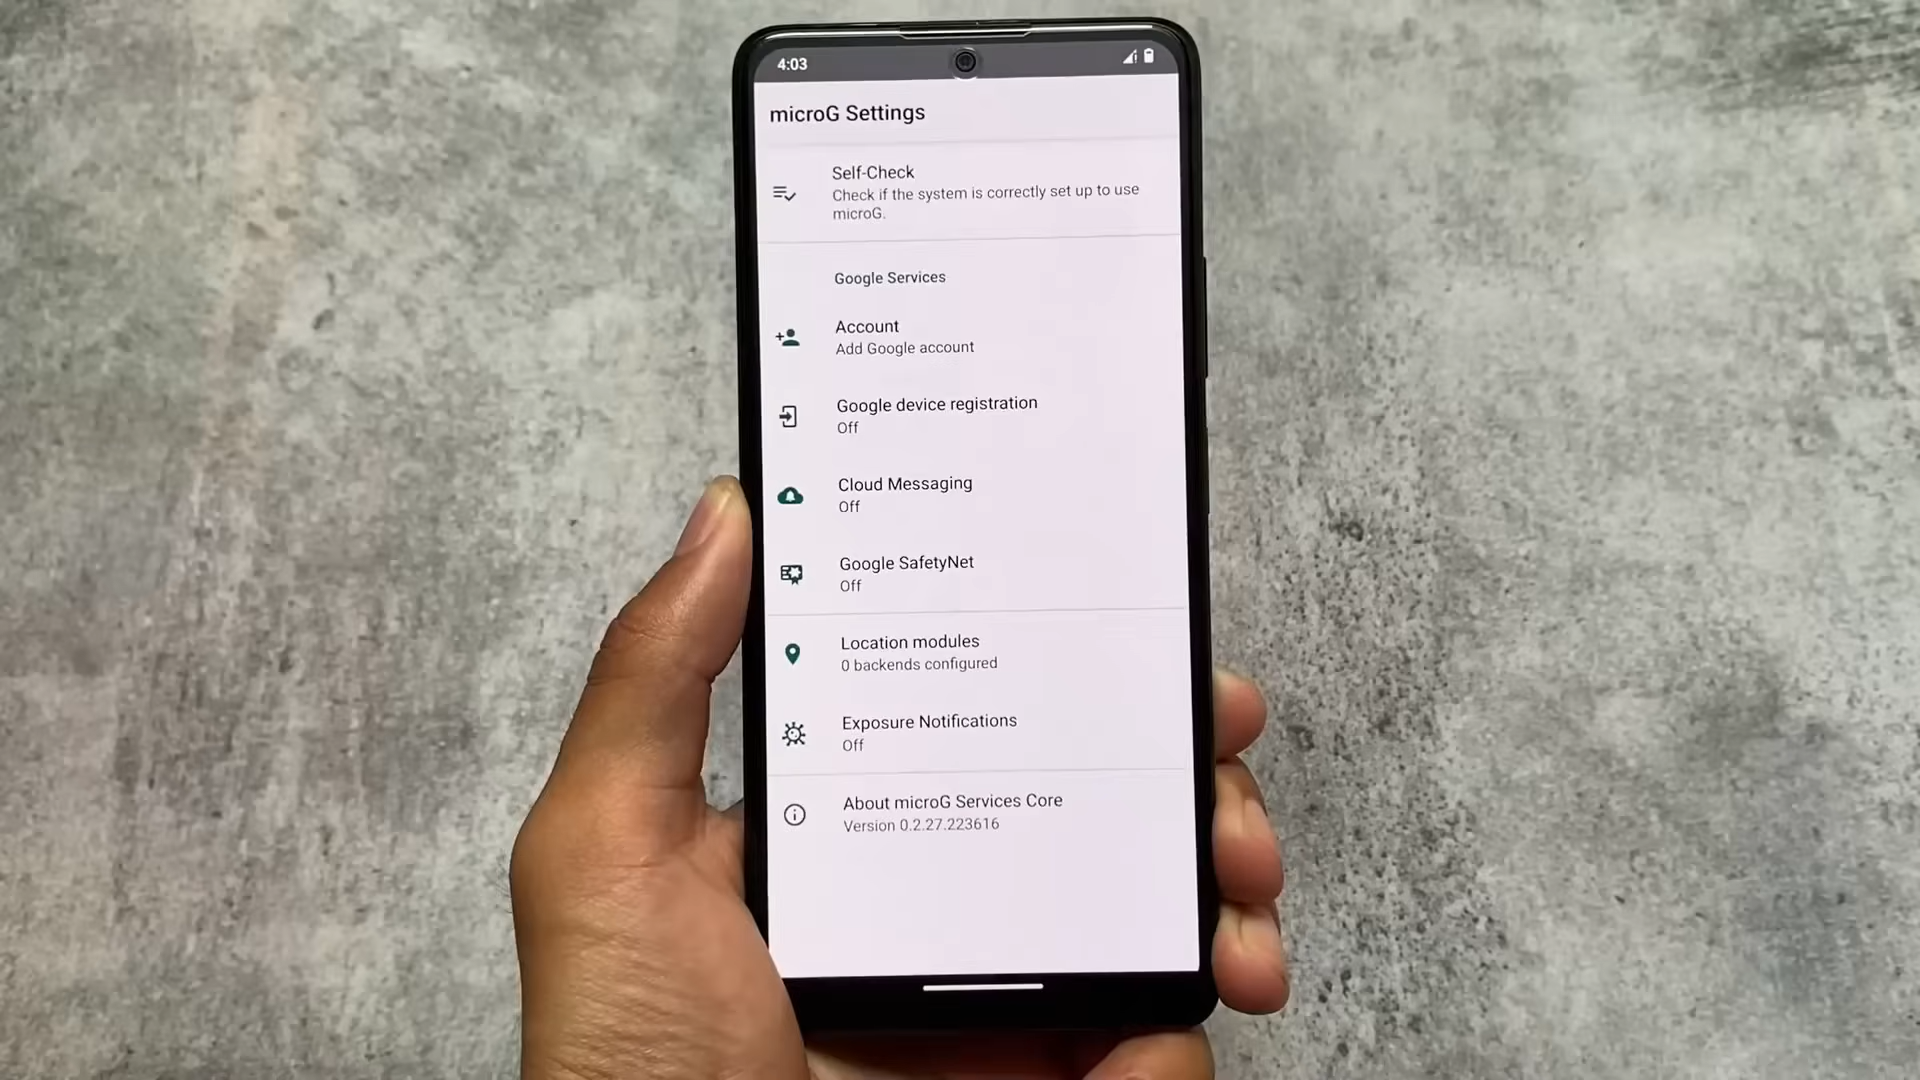 4:03
microG Settings
Self-Check
Check if the system is correctly set up to use
microG.
Google Services
Account
Add Google account
Google device registration
Off
Cloud Messaging
Off
Google SafetyNet
Off
Location modules
0 backends configured
Exposure Notifications
Off
About microG Services Core
Version 0.2.27.223616